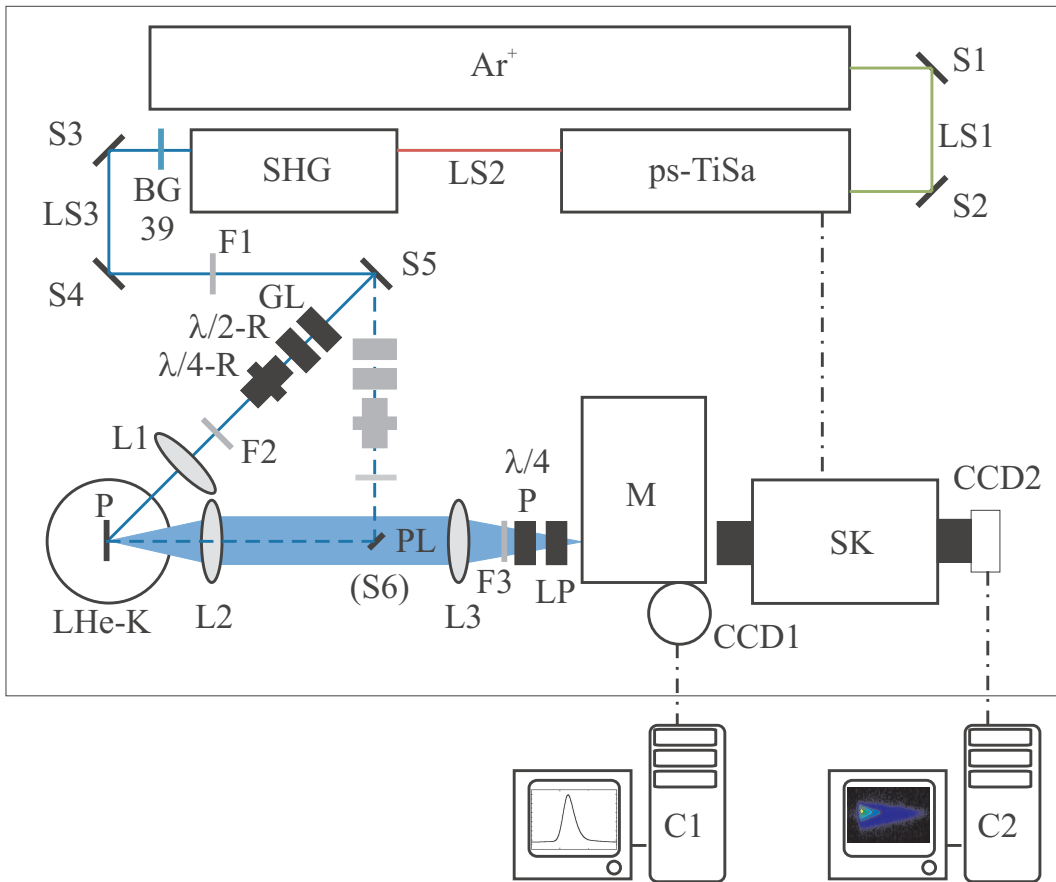 Ar+
S1
S3
SHG
LS2
ps-TiSa
LS1
BG
39
S2
LS3
F1
S4
S5
GL
λ/2-R
λ/4-R
L1
F2
λ/4
P
M
CCD2
P
SK
PL
(S6)
F3
LP
LHe-K
L2
L3
CCD1
C1
C2